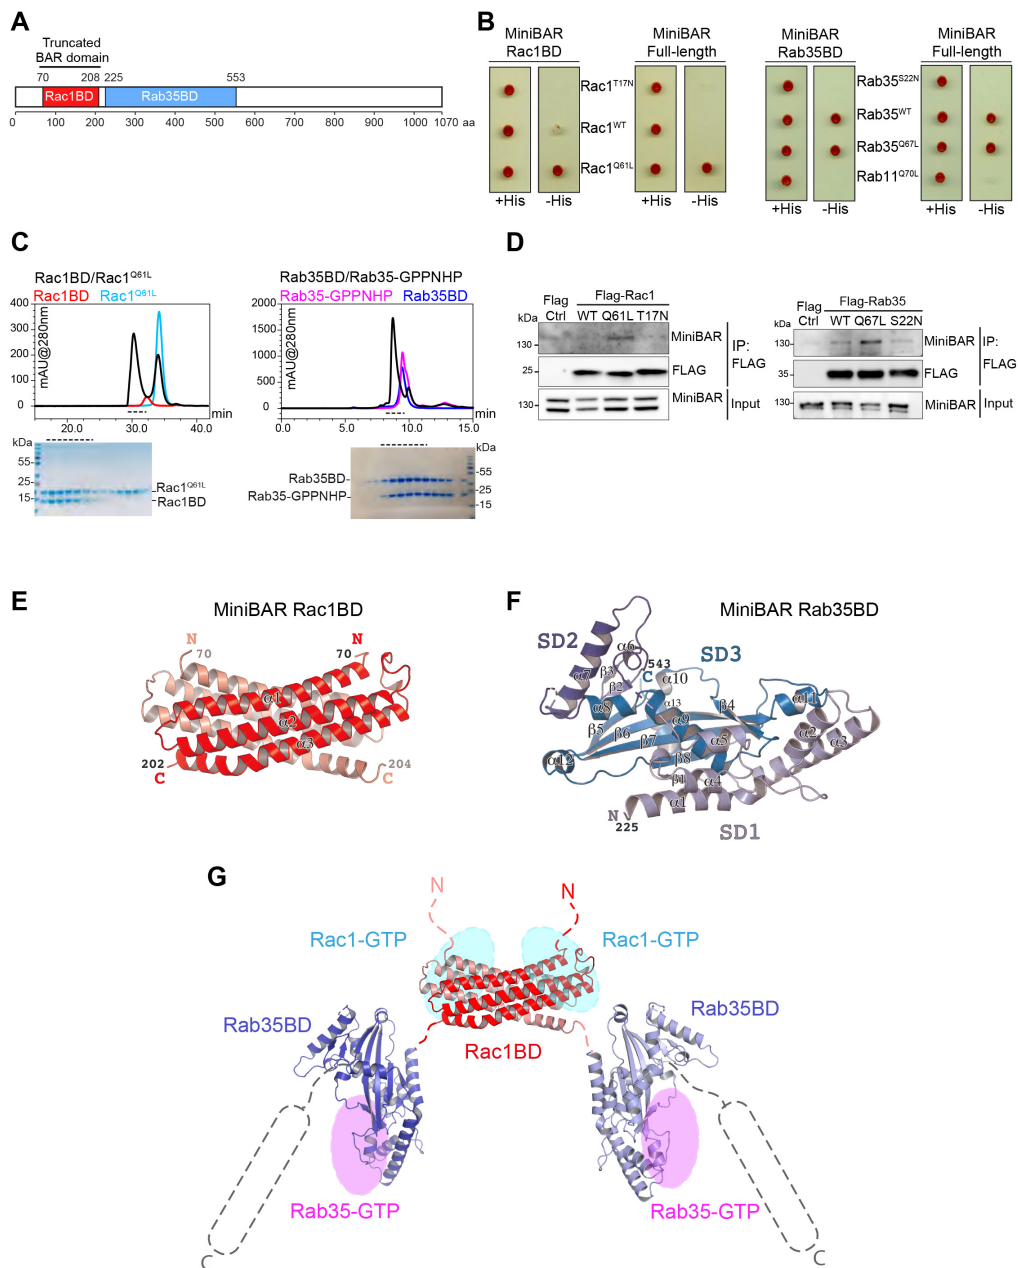 A
Truncated
BAR domain
70 208 225 553
Rac1BD Rab35BD
0 100 200 300 400 500 600 700 800 900 1000 1070 aa
B
MiniBAR
Rac1BD
MiniBAR
Full-length
MiniBAR
Rab35BD
MiniBAR
Full-length
Rac1T17N
Rac1WT
Rac1Q61L
Rab35S22N
Rab35WT
Rab35Q67L
Rab11Q70L
+His -His +His -His +His -His +His -His
C
Rac1BD/Rac1Q61L
Rac1BD Rac1Q61L
400
300
200
100
0
mAU@280nm
20.0 30.0 40.0
min
kDa
55-
25-
15-
Rac1Q61L
Rac1BD
Rab35BD/Rab35-GPPNHP
Rab35-GPPNHP Rab35BD
2000
1500
1000
500
0
mAU@280nm
0 5.0 10.0 15.0
min
kDa
-55
-25
-15
Rab35BD
Rab35-GPPNHP
D
Flag
Ctrl
Flag-Rac1
WT Q61L T17N
kDa
130
25
130
MiniBAR
FLAG
MiniBAR
IP:
FLAG
Input
Flag
Ctrl
Flag-Rab35
WT Q67L S22N
kDa
130
35
130
MiniBAR
FLAG
MiniBAR
IP:
FLAG
Input
E
MiniBAR Rac1BD
N
70
N
70
α1
α2
α3
202
C
204
C
F
MiniBAR Rab35BD
SD2
α6
α7
β3
β2
543
C
α10
SD3
α8
α13
α9
β4
α11
β5
β6
β7
α5
α2
α3
α12
β8
β1
α4
N
225
α1
SD1
G
N N
Rac1-GTP Rac1-GTP
Rab35BD Rab35BD
Rac1BD
Rab35-GTP Rab35-GTP
C C